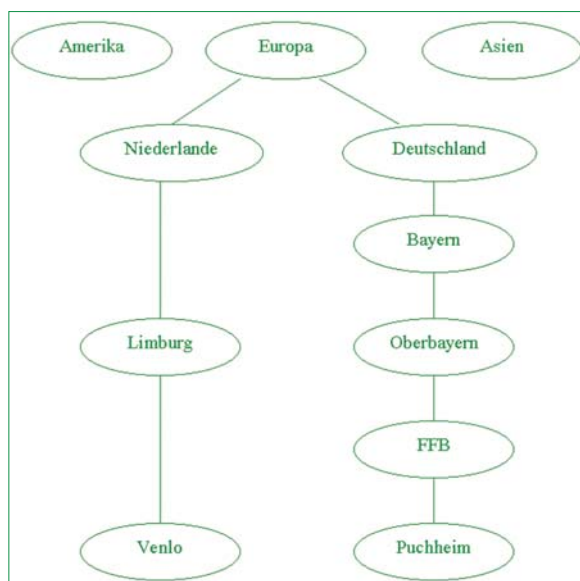 Amerika
Europa
Asien
Niederlande
Deutschland
Bayern
Limburg
Oberbayern
FFB
Venlo
Puchheim